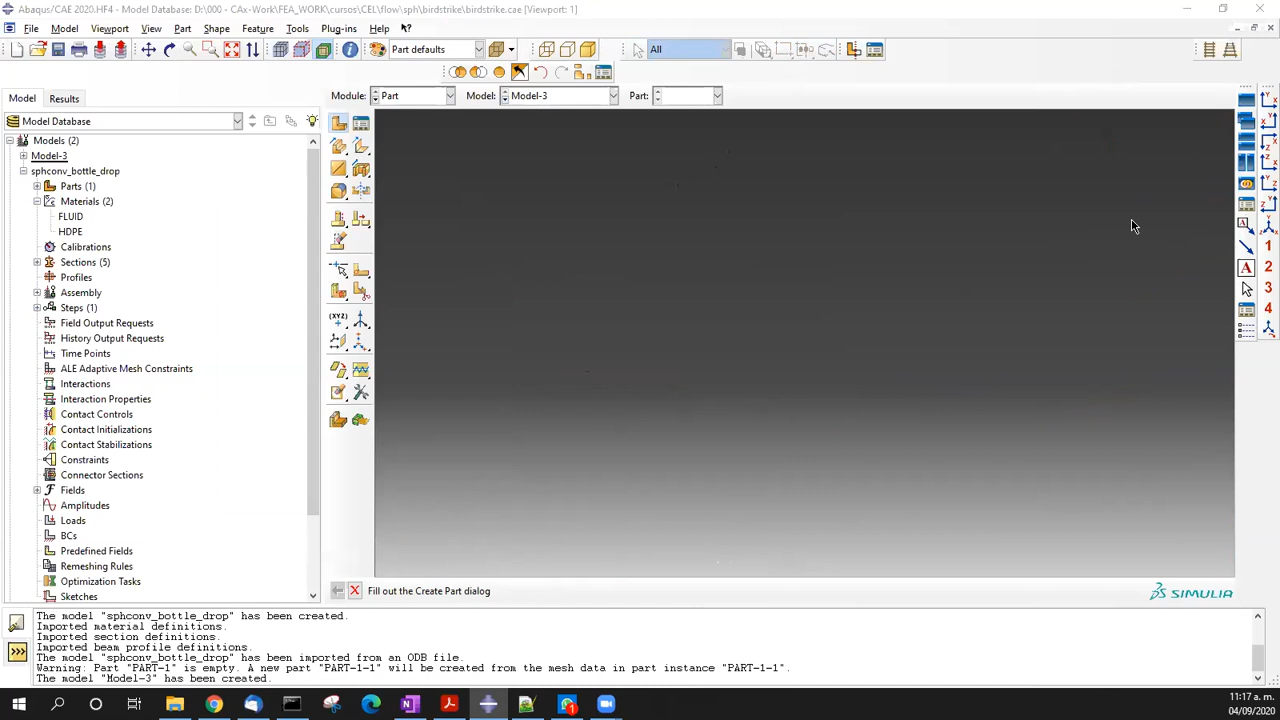 Abaqus/CAE 2020.HF4 - Model Database: D:\000 - CAx-Work\FEA_WORK\cursos\CEL\flow\sph\birdstrike\birdstrike.cae [Viewport: 1]
File Model Viewport View Part Shape Feature Tools Plug-ins Help
Part defaults All
Model Results Module: Part Model: Model-3 Part:
Model Database
Models (2)
Model-3
sphconv_bottle_drop
Parts (1)
Materials (2)
FLUID
HDPE
Calibrations
Sections (5)
Profiles
Assembly
Steps (1)
Field Output Requests
History Output Requests
Time Points
ALE Adaptive Mesh Constraints
Interactions
Interaction Properties
Contact Controls
Contact Initializations
Contact Stabilizations
Constraints
Connector Sections
Fields
Amplitudes
Loads
BCs
Predefined Fields
Remeshing Rules
Optimization Tasks
Sketches
(XYZ)
A
1
2
3
4
Fill out the Create Part dialog
SIMULIA
The model "sphconv_bottle_drop" has been created.
Imported material definitions.
Imported section definitions.
Imported beam profile definitions.
The model "sphconv_bottle_drop" has been imported from an ODB file.
Warning: Part "PART-1" is empty. A new part "PART-1-1" will be created from the mesh data in part instance "PART-1-1".
The model "Model-3" has been created.
>>>
11:17 a. m.
04/09/2020